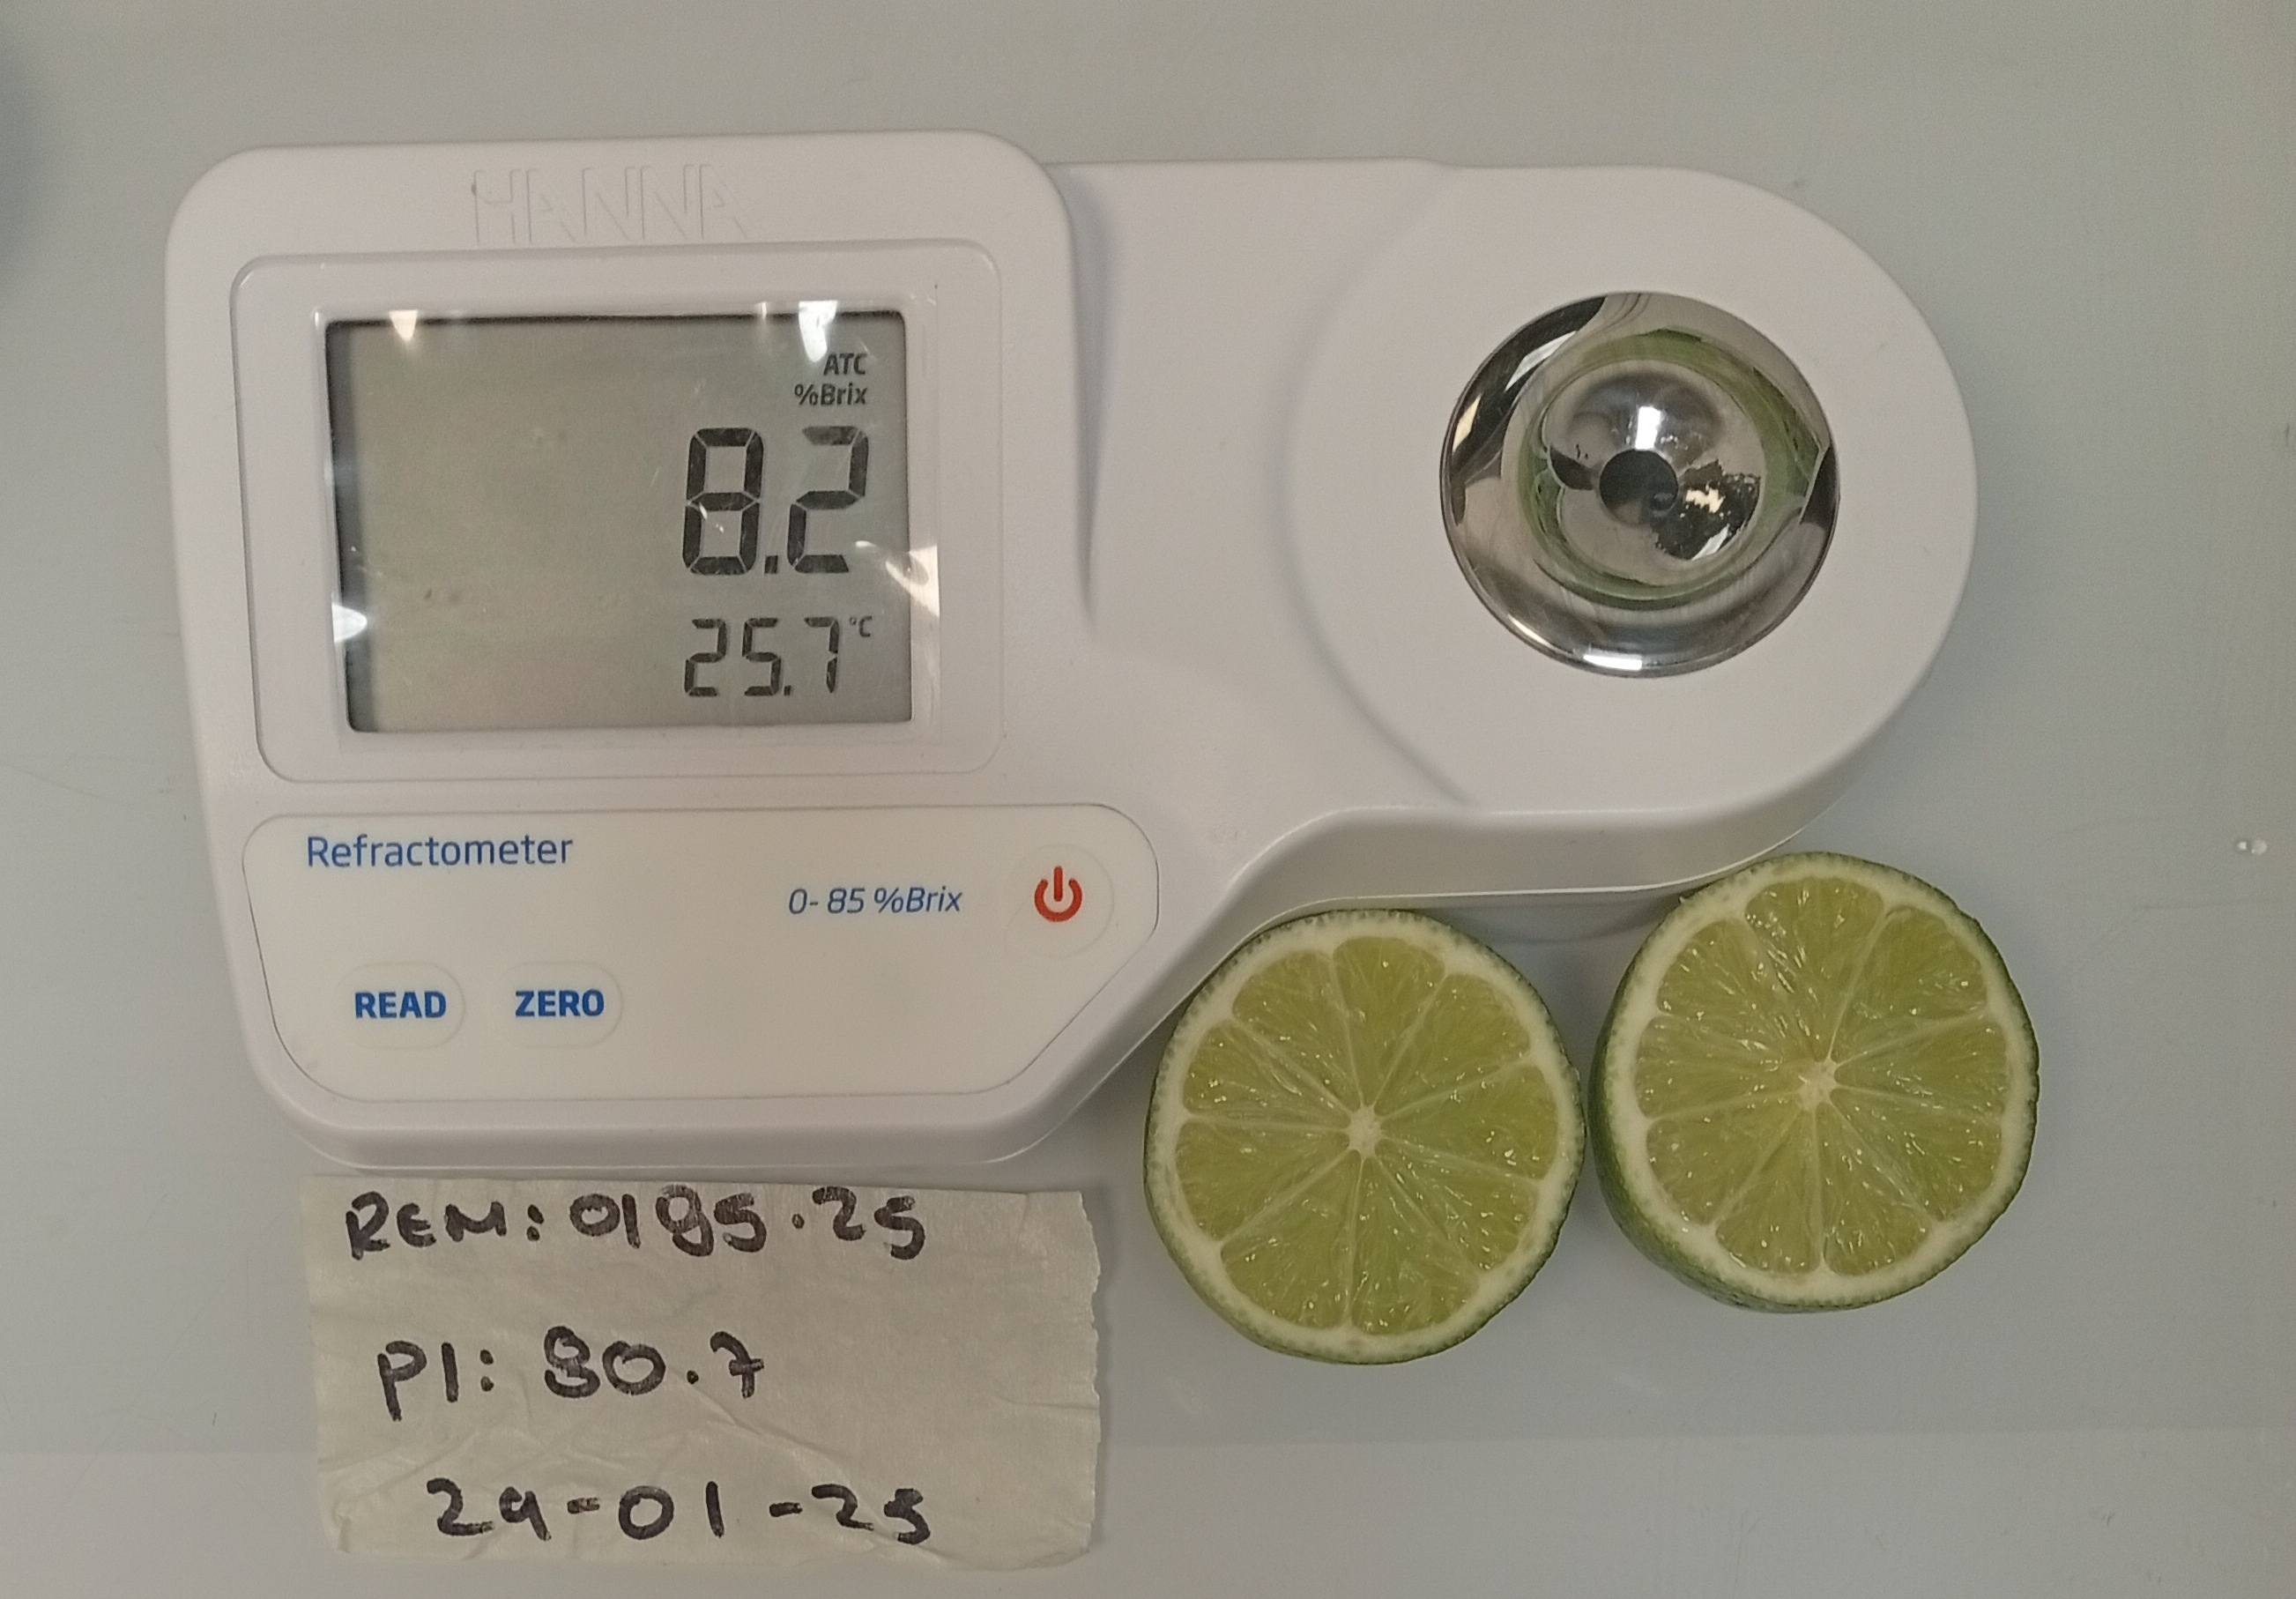 HANNA
ATC
%Brix
8.2
25.7 °C
Refractometer
0-85 %Brix
READ ZERO
REM: 0185.25
PI: 80.7
29-01-25